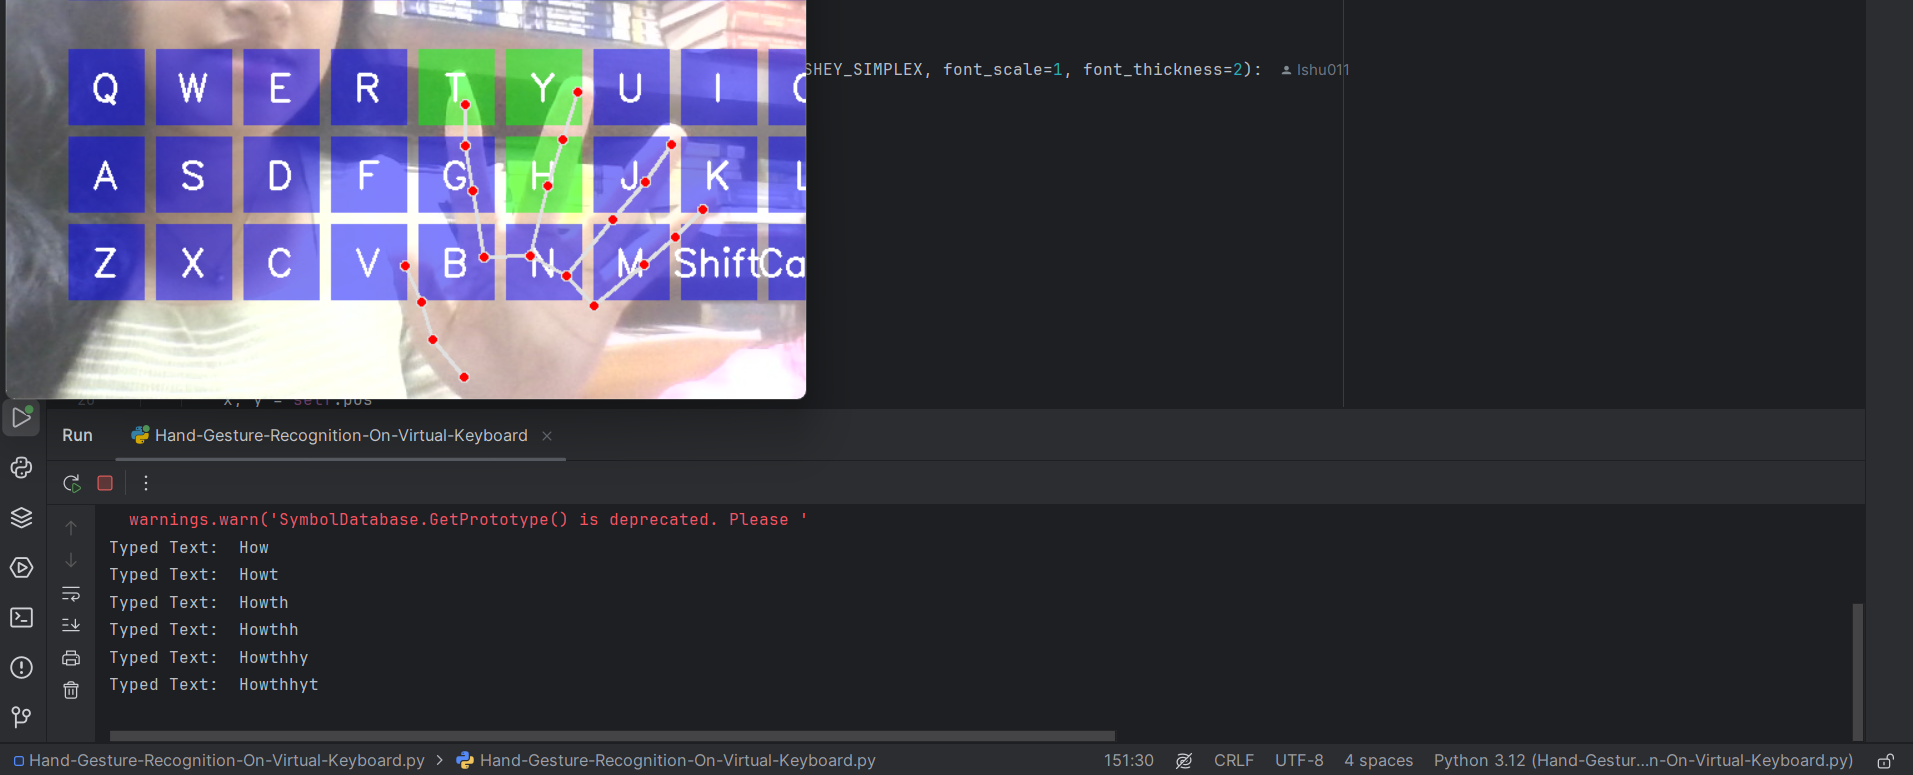 SHEY_SIMPLEX, font_scale=1, font_thickness=2): Ishu011
Q W E R T Y U I
A S D F G H J K L
Z X C V B N M Shift Ca
x, y = self.pos
Run Hand-Gesture-Recognition-On-Virtual-Keyboard
warnings.warn('SymbolDatabase.GetPrototype() is deprecated. Please '
Typed Text:  How
Typed Text:  Howt
Typed Text:  Howth
Typed Text:  Howthh
Typed Text:  Howthhy
Typed Text:  Howthhyt
Hand-Gesture-Recognition-On-Virtual-Keyboard.py > Hand-Gesture-Recognition-On-Virtual-Keyboard.py 151:30 CRLF UTF-8 4 spaces Python 3.12 (Hand-Gestur...n-On-Virtual-Keyboard.py)